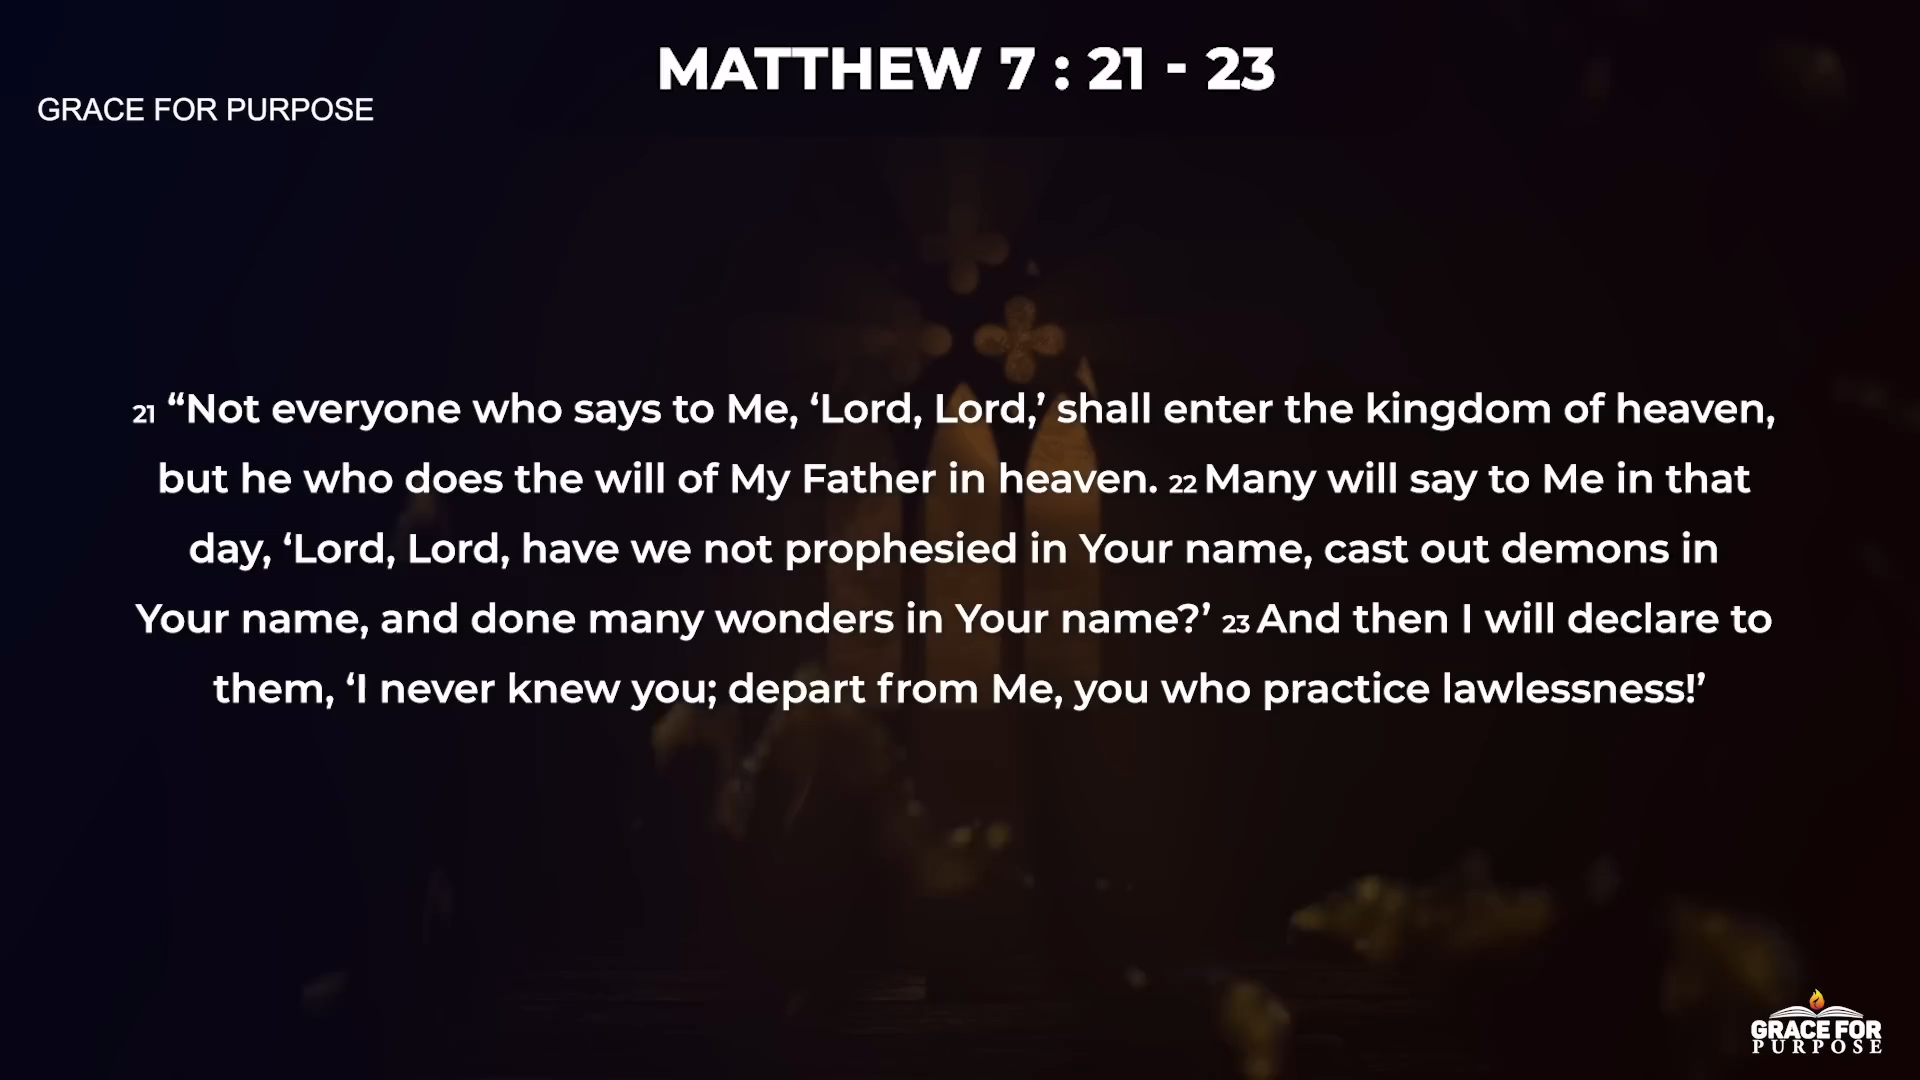 MATTHEW 7 : 21 - 23
GRACE FOR PURPOSE
21 “Not everyone who says to Me, ‘Lord, Lord,’ shall enter the kingdom of heaven,
but he who does the will of My Father in heaven. 22 Many will say to Me in that
day, ‘Lord, Lord, have we not prophesied in Your name, cast out demons in
Your name, and done many wonders in Your name?’ 23 And then I will declare to
them, ‘I never knew you; depart from Me, you who practice lawlessness!’
GRACE FOR
PURPOSE